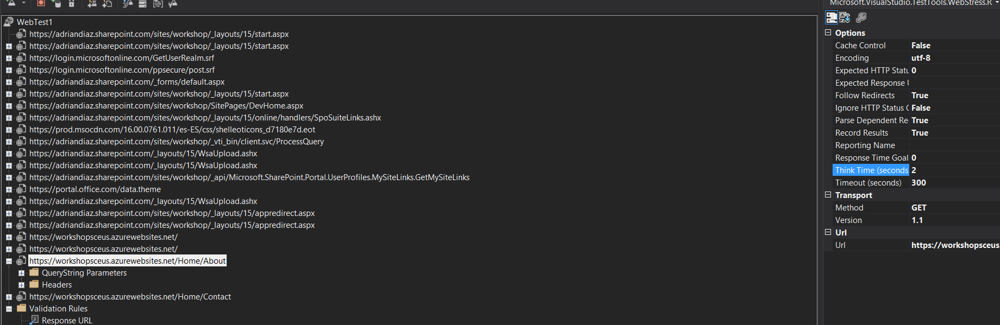 Microsoft.VisualStudio.TestTools.WebStress.R
WebTest1
https://adriandiaz.sharepoint.com/sites/workshop/_layouts/15/start.aspx
https://adriandiaz.sharepoint.com/sites/workshop/_layouts/15/start.aspx
https://login.microsoftonline.com/GetUserRealm.srf
https://login.microsoftonline.com/ppsecure/post.srf
https://adriandiaz.sharepoint.com/_forms/default.aspx
https://adriandiaz.sharepoint.com/sites/workshop/_layouts/15/start.aspx
https://adriandiaz.sharepoint.com/sites/workshop/SitePages/DevHome.aspx
https://adriandiaz.sharepoint.com/sites/workshop/_layouts/15/online/handlers/SpoSuiteLinks.ashx
https://prod.msocdn.com/16.00.0761.011/es-ES/css/shelleoticons_d7180e7d.eot
https://adriandiaz.sharepoint.com/sites/workshop/_vti_bin/client.svc/ProcessQuery
https://adriandiaz.sharepoint.com/_layouts/15/WsaUpload.ashx
https://adriandiaz.sharepoint.com/_layouts/15/WsaUpload.ashx
https://adriandiaz.sharepoint.com/sites/workshop/_api/Microsoft.SharePoint.Portal.UserProfiles.MySiteLinks.GetMySiteLinks
https://portal.office.com/data.theme
https://adriandiaz.sharepoint.com/_layouts/15/WsaUpload.ashx
https://adriandiaz.sharepoint.com/sites/workshop/_layouts/15/appredirect.aspx
https://adriandiaz.sharepoint.com/sites/workshop/_layouts/15/appredirect.aspx
https://workshopsceus.azurewebsites.net/
https://workshopsceus.azurewebsites.net/
https://workshopsceus.azurewebsites.net/Home/About
QueryString Parameters
Headers
https://workshopsceus.azurewebsites.net/Home/Contact
Validation Rules
Response URL
Options
Cache Control False
Encoding utf-8
Expected HTTP Statu 0
Expected Response U
Follow Redirects True
Ignore HTTP Status C False
Parse Dependent Re True
Record Results True
Reporting Name
Response Time Goal 0
Think Time (seconds 2
Timeout (seconds) 300
Transport
Method GET
Version 1.1
Url
Url https://workshopsceus